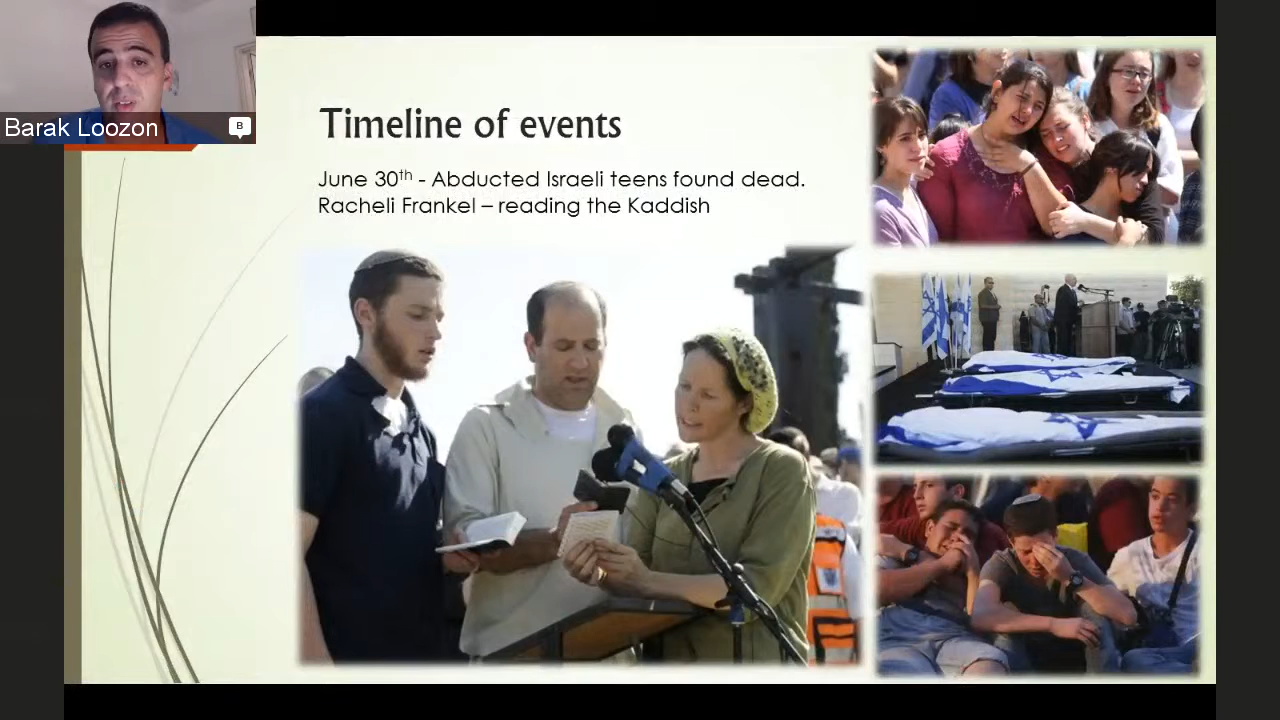 Barak Loozon
B
Timeline of events
June 30th - Abducted Israeli teens found dead.
Racheli Frankel – reading the Kaddish